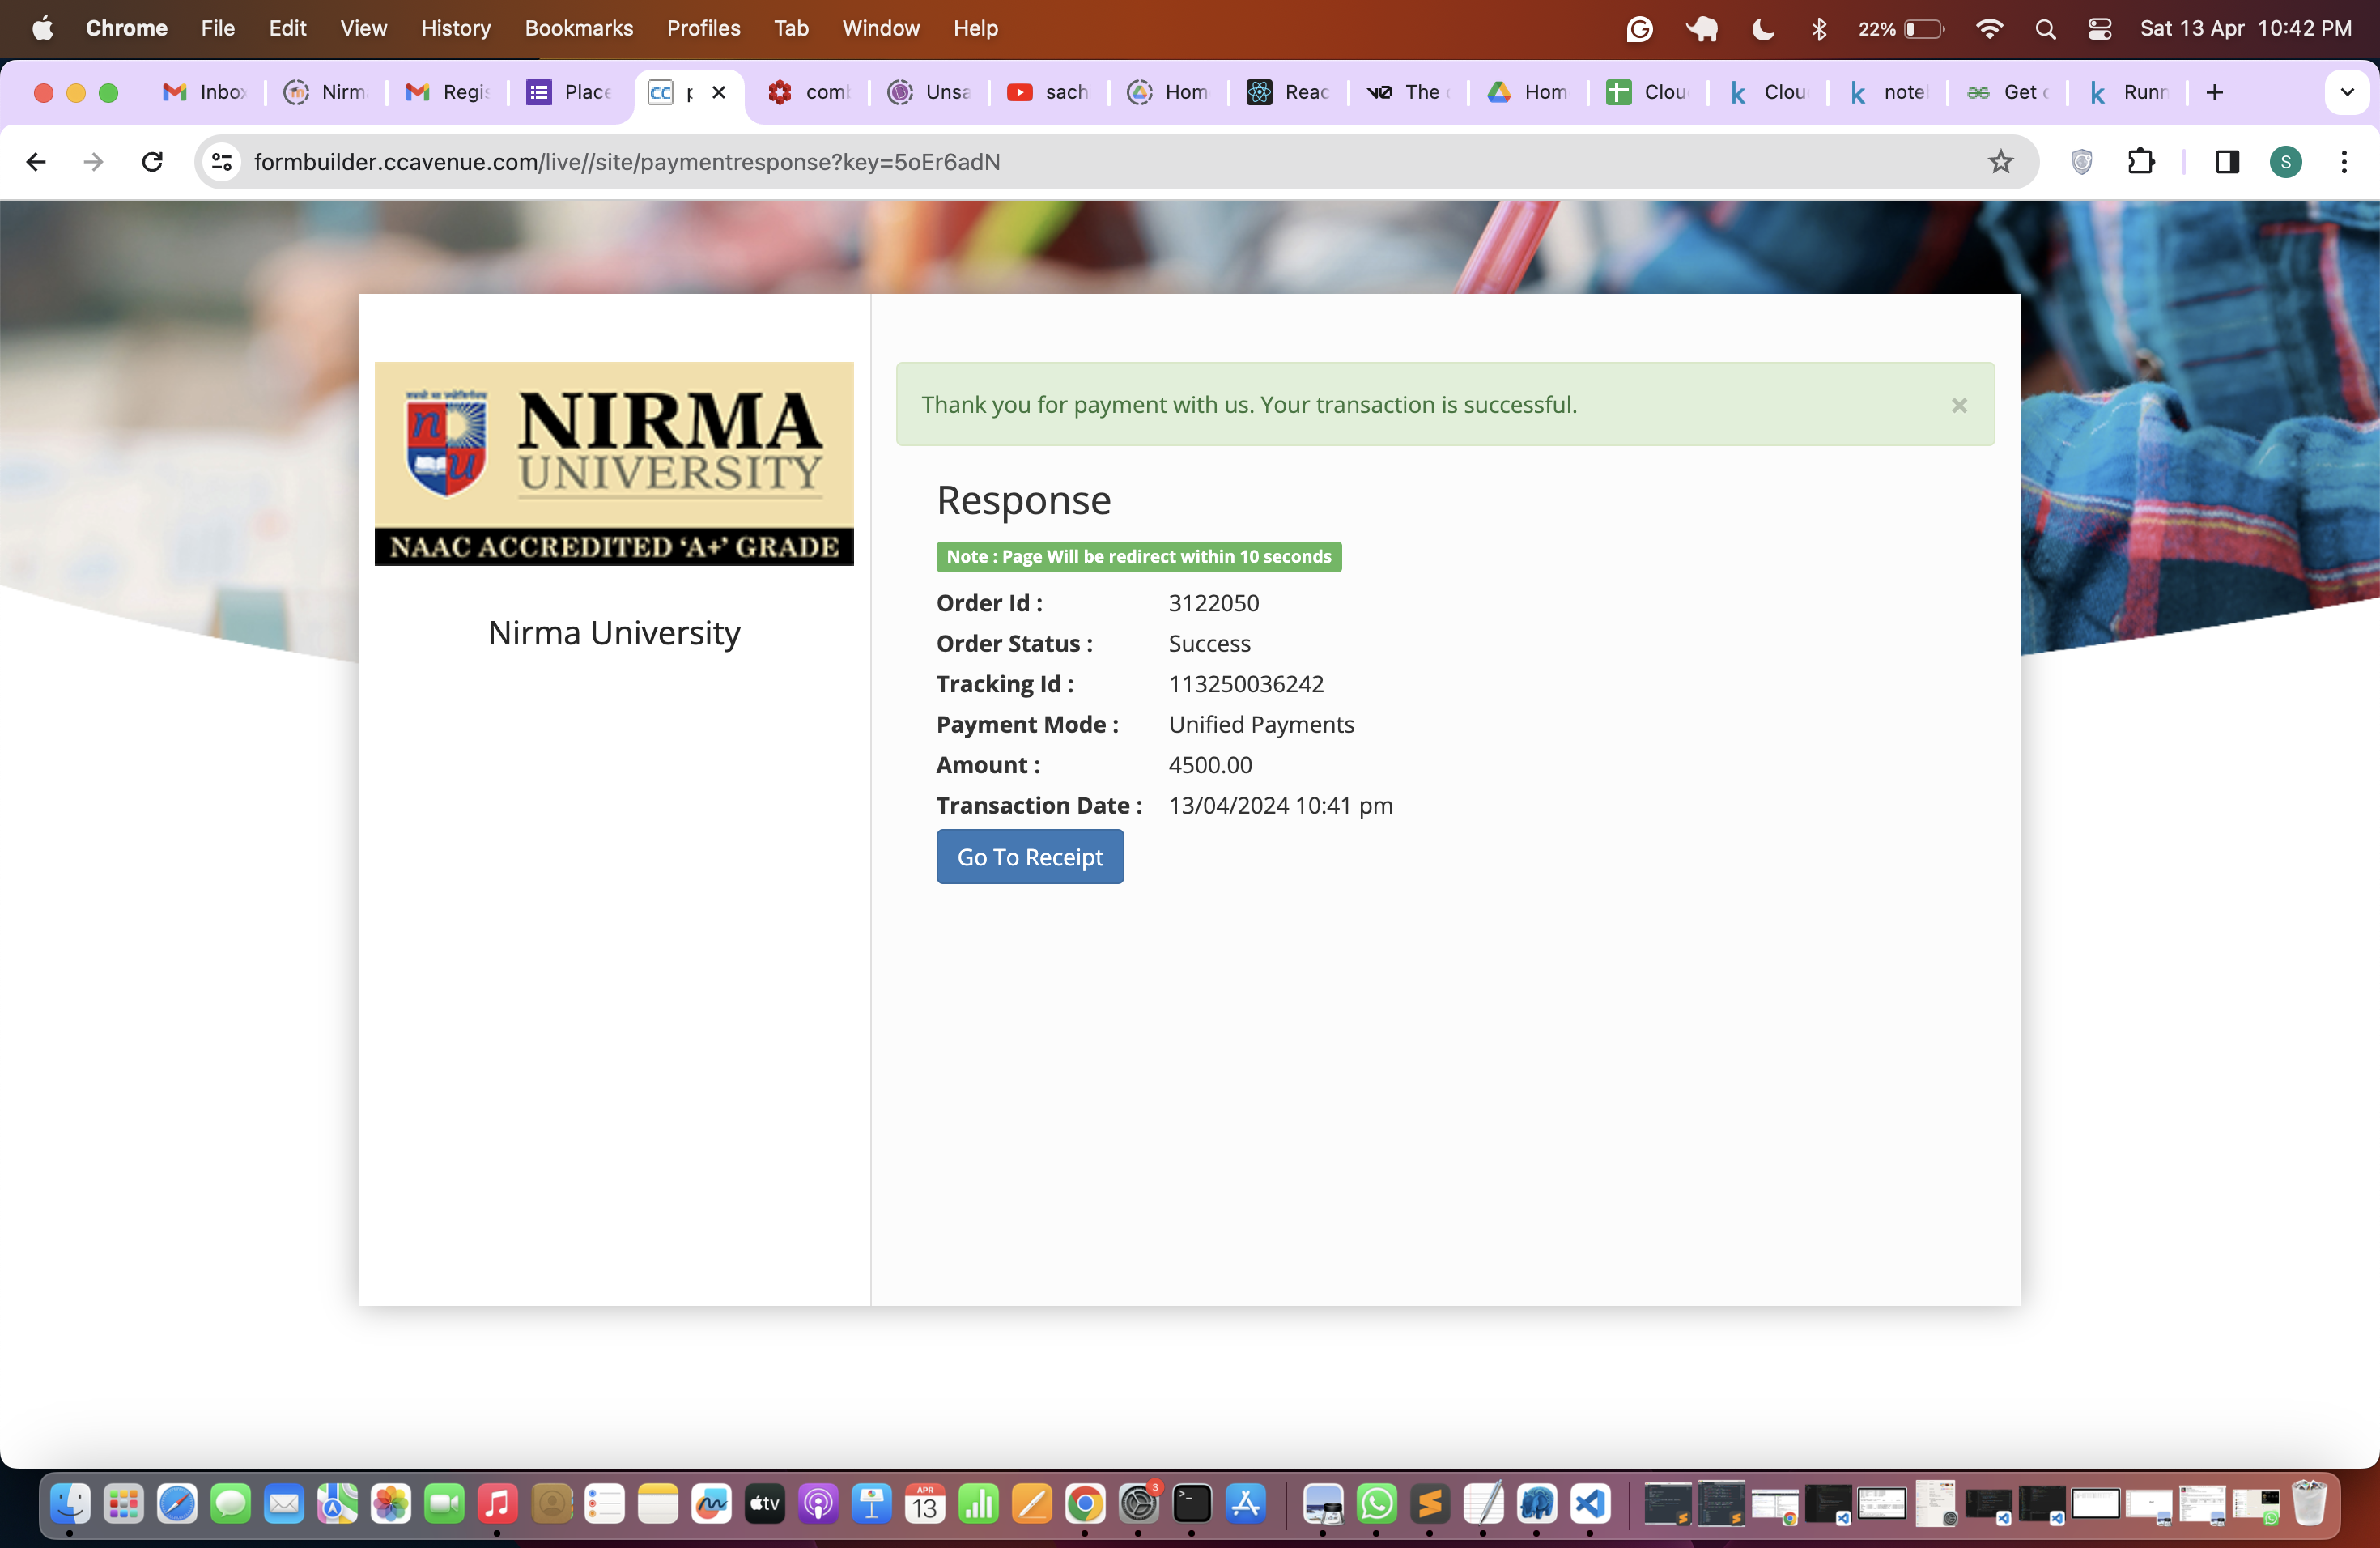 Chrome File Edit View History Bookmarks Profiles Tab Window Help 22% Sat 13 Apr 10:42 PM
Inbo Nirm Regis Place CC p coml Unsa sach Hom Reac The Hom Clou Clou note Get Runn
formbuilder.ccavenue.com/live//site/paymentresponse?key=5oEr6adN
S
NIRMA
UNIVERSITY
NAAC ACCREDITED ‘A+’ GRADE
Nirma University
Thank you for payment with us. Your transaction is successful.
Response
Note : Page Will be redirect within 10 seconds
Order Id : 3122050
Order Status : Success
Tracking Id : 113250036242
Payment Mode : Unified Payments
Amount : 4500.00
Transaction Date : 13/04/2024 10:41 pm
Go To Receipt
tv
APR
13
3